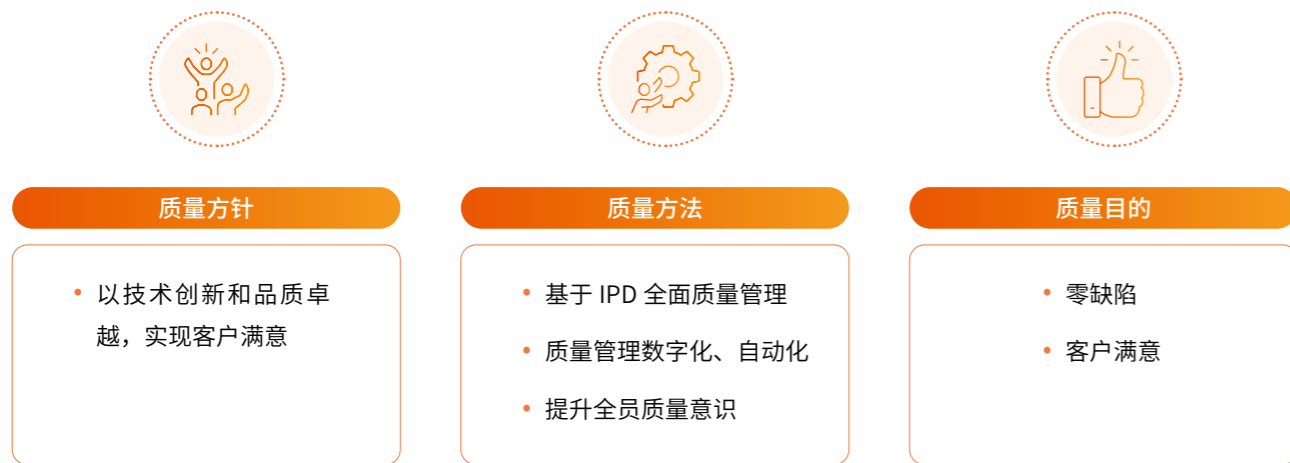 质量方针
以技术创新和品质卓
越，实现客户满意
质量方法
基于 IPD 全面质量管理
质量管理数字化、自动化
提升全员质量意识
质量目的
零缺陷
客户满意